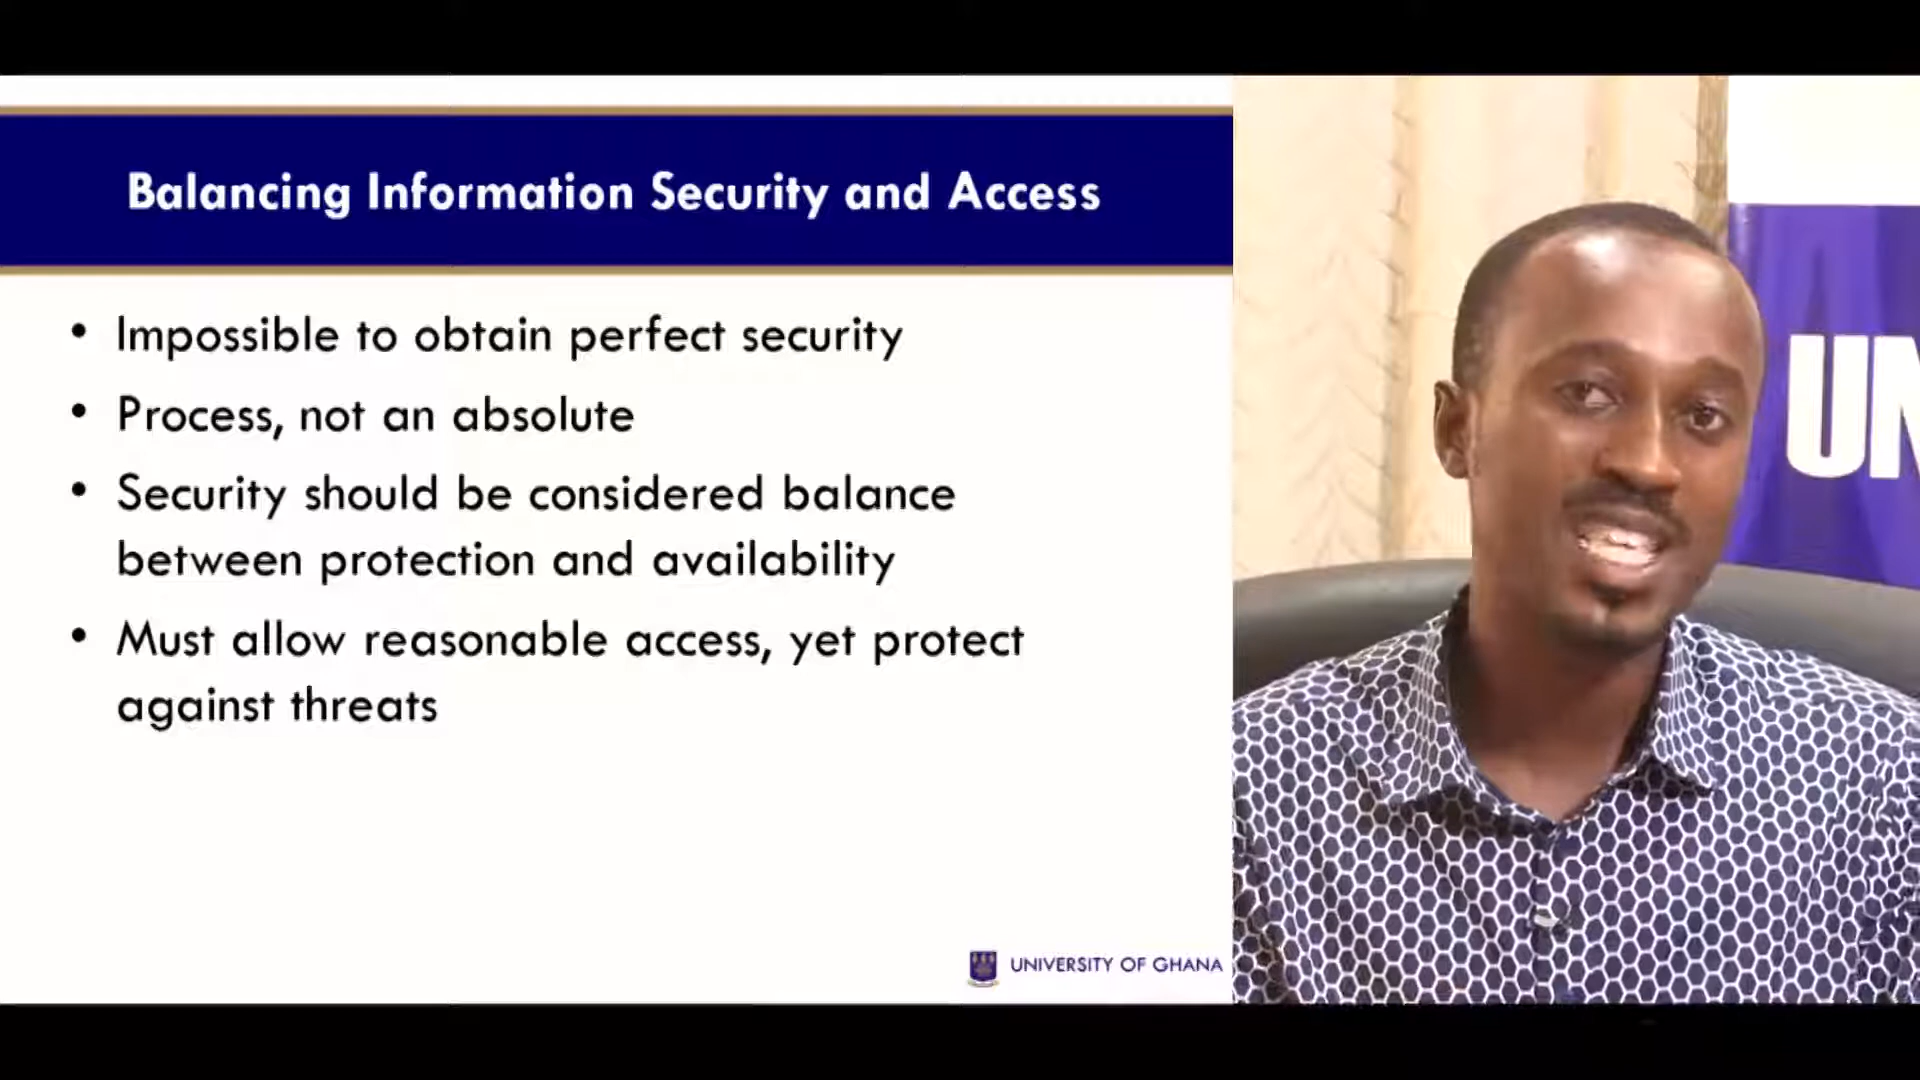 Balancing Information Security and Access
• Impossible to obtain perfect security
• Process, not an absolute
• Security should be considered balance
between protection and availability
• Must allow reasonable access, yet protect
against threats
UNIVERSITY OF GHANA
UN